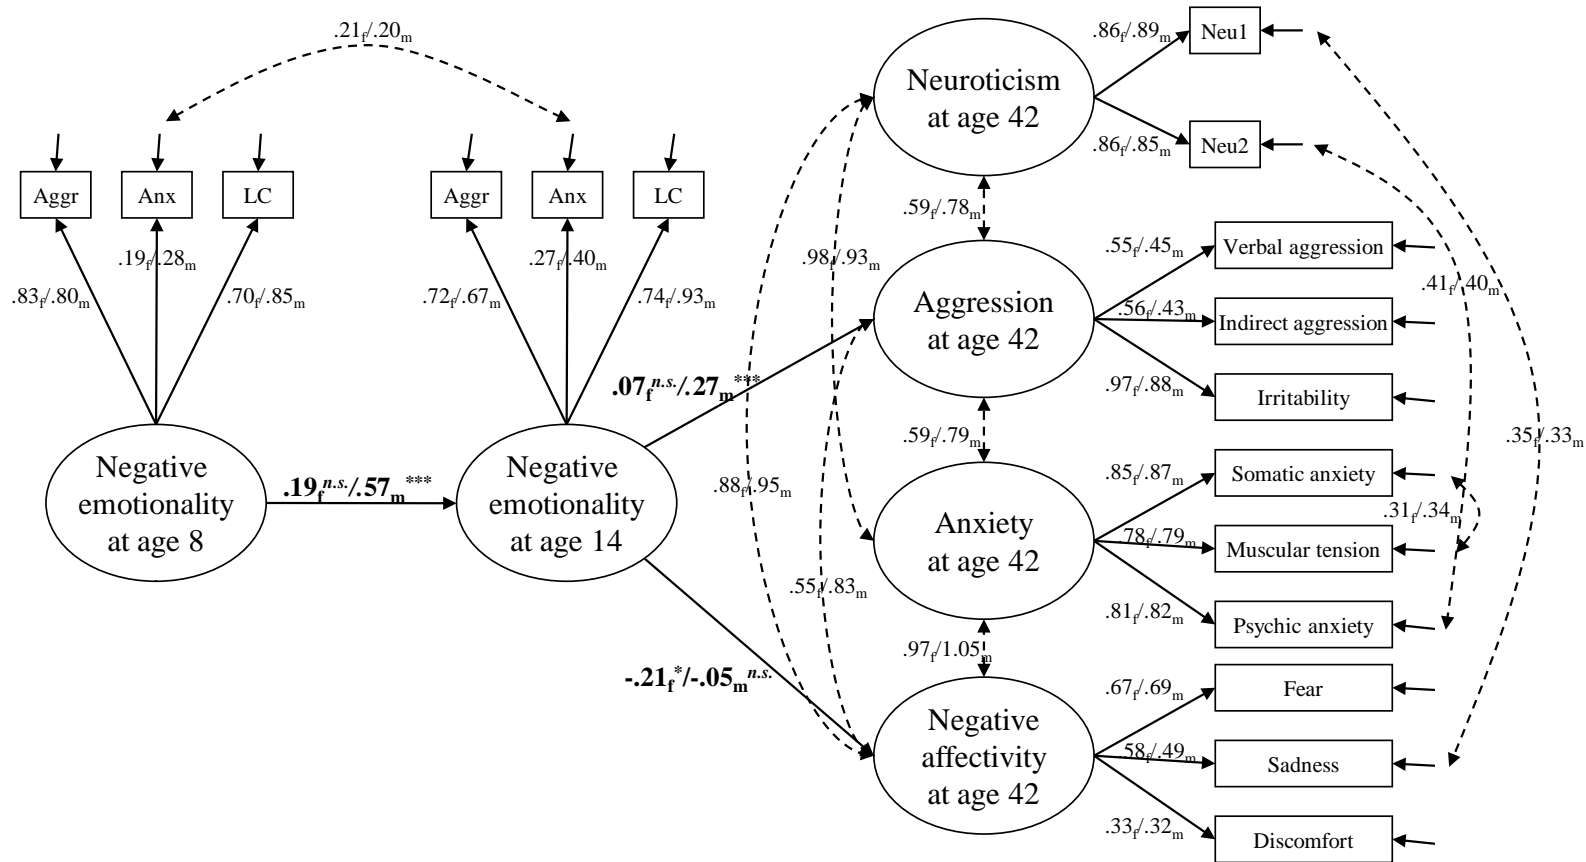 .21f/.20m
Aggr
Anx
LC
.83f/.80m
.19f/.28m
.70f/.85m
Negative
emotionality
at age 8
.19f n.s./.57m***
Aggr
Anx
LC
.72f/.67m
.27f/.40m
.74f/.93m
Negative
emotionality
at age 14
.07f n.s./.27m***
-.21f*/-.05m n.s.
.98f/.93m
.88f/.95m
.55f/.83m
Neuroticism
at age 42
.59f/.78m
Aggression
at age 42
.59f/.79m
Anxiety
at age 42
.97f/1.05m
Negative
affectivity
at age 42
.86f/.89m
Neu1
.86f/.85m
Neu2
.55f/.45m
Verbal aggression
.56f/.43m
Indirect aggression
.97f/.88m
Irritability
.85f/.87m
Somatic anxiety
.78f/.79m
Muscular tension
.81f/.82m
Psychic anxiety
.67f/.69m
Fear
.58f/.49m
Sadness
.33f/.32m
Discomfort
.41f/.40m
.31f/.34m
.35f/.33m